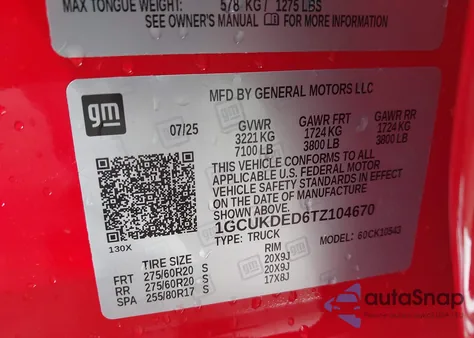 MAX TONGUE WEIGHT: 578 KG / 1275 LBS
SEE OWNER'S MANUAL FOR MORE INFORMATION
gm
MFD BY GENERAL MOTORS LLC
07/25 GVWR GAWR FRT GAWR RR
3221 KG 1724 KG 1724 KG
7100 LB 3800 LB 3800 LB
THIS VEHICLE CONFORMS TO ALL
APPLICABLE U.S. FEDERAL MOTOR
VEHICLE SAFETY STANDARDS IN EFFECT
ON THE DATE OF MANUFACTURE
SHOWN ABOVE.
1GCUKDED6TZ104670
TYPE: TRUCK MODEL: 60CK10543
130X
TIRE SIZE RIM
FRT 275/60R20 S 20X9J
RR 275/60R20 S 20X9J
SPA 255/80R17 S 17X8J
autoSnap